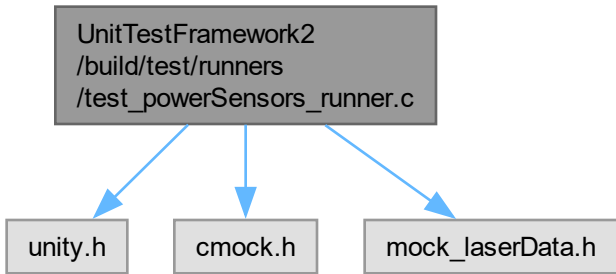 UnitTestFramework2
/build/test/runners
/test_powerSensors_runner.c
unity.h
cmock.h
mock_laserData.h